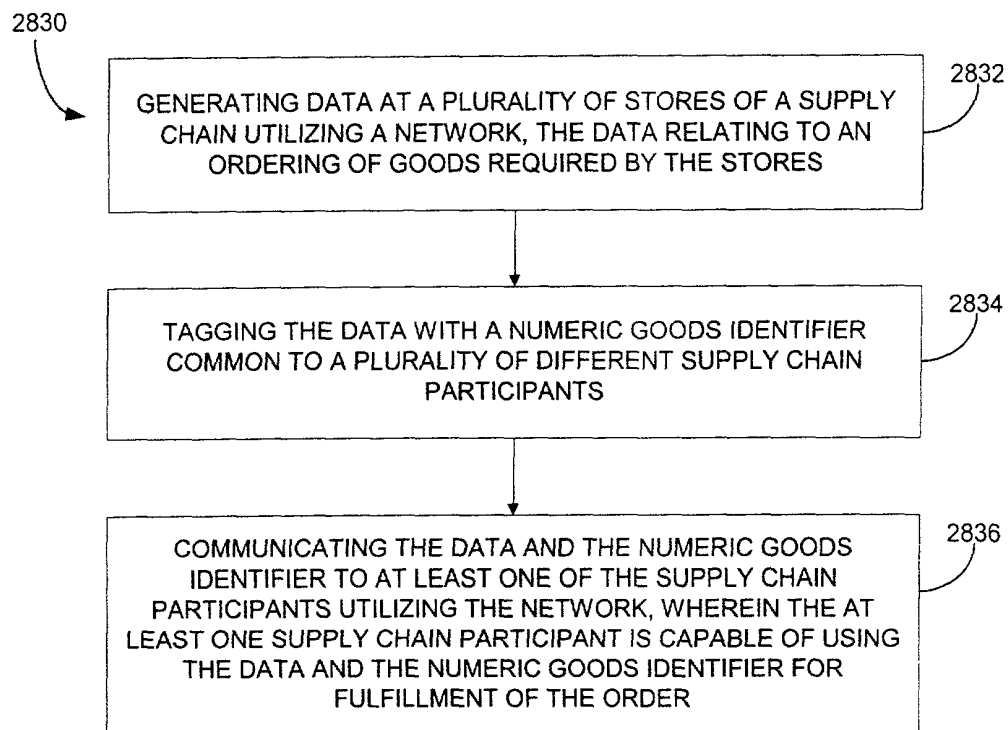 2830
2832
GENERATING DATA AT A PLURALITY OF STORES OF A SUPPLY
CHAIN UTILIZING A NETWORK, THE DATA RELATING TO AN
ORDERING OF GOODS REQUIRED BY THE STORES
2834
TAGGING THE DATA WITH A NUMERIC GOODS IDENTIFIER
COMMON TO A PLURALITY OF DIFFERENT SUPPLY CHAIN
PARTICIPANTS
2836
COMMUNICATING THE DATA AND THE NUMERIC GOODS
IDENTIFIER TO AT LEAST ONE OF THE SUPPLY CHAIN
PARTICIPANTS UTILIZING THE NETWORK, WHEREIN THE AT
LEAST ONE SUPPLY CHAIN PARTICIPANT IS CAPABLE OF USING
THE DATA AND THE NUMERIC GOODS IDENTIFIER FOR
FULFILLMENT OF THE ORDER